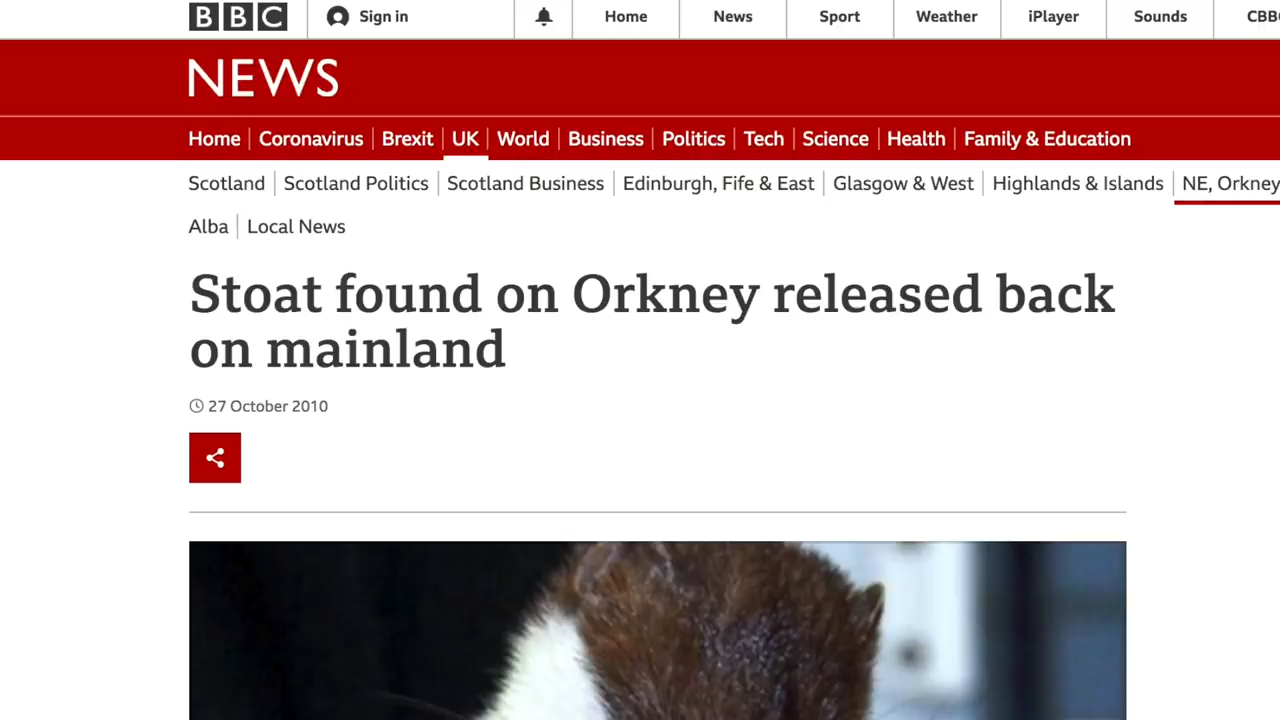 BBC Sign in Home News Sport Weather iPlayer Sounds
NEWS
Home Coronavirus Brexit UK World Business Politics Tech Science Health Family & Education
Scotland Scotland Politics Scotland Business Edinburgh, Fife & East Glasgow & West Highlands & Islands NE, Orkney
Alba Local News
Stoat found on Orkney released back
on mainland
27 October 2010